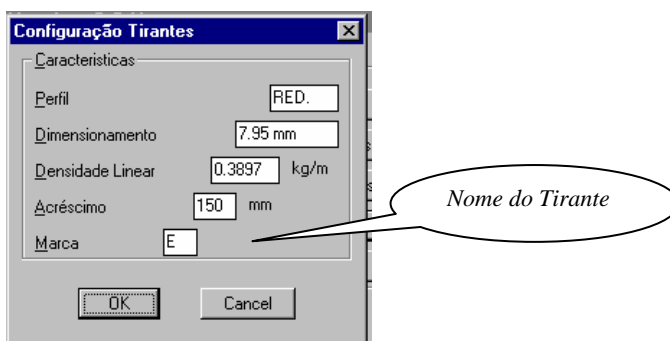 Configuração Tirantes
Caracteristicas
Perfil RED.
Dimensionamento 7.95 mm
Densidade Linear 0.3897 kg/m
Acréscimo 150 mm
Nome do Tirante
Marca E
OK Cancel